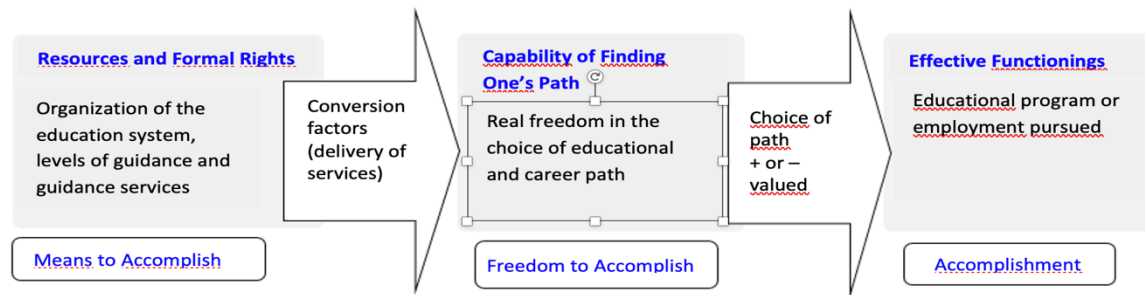 Resources and Formal Rights
Organization of the
education system,
levels of guidance and
guidance services
Means to Accomplish
Conversion
factors
(delivery of
services)
Capability of Finding
One's Path
Real freedom in the
choice of educational
and career path
Freedom to Accomplish
Choice of
path
+ or –
valued
Effective Functionings
Educational program or
employment pursued
Accomplishment